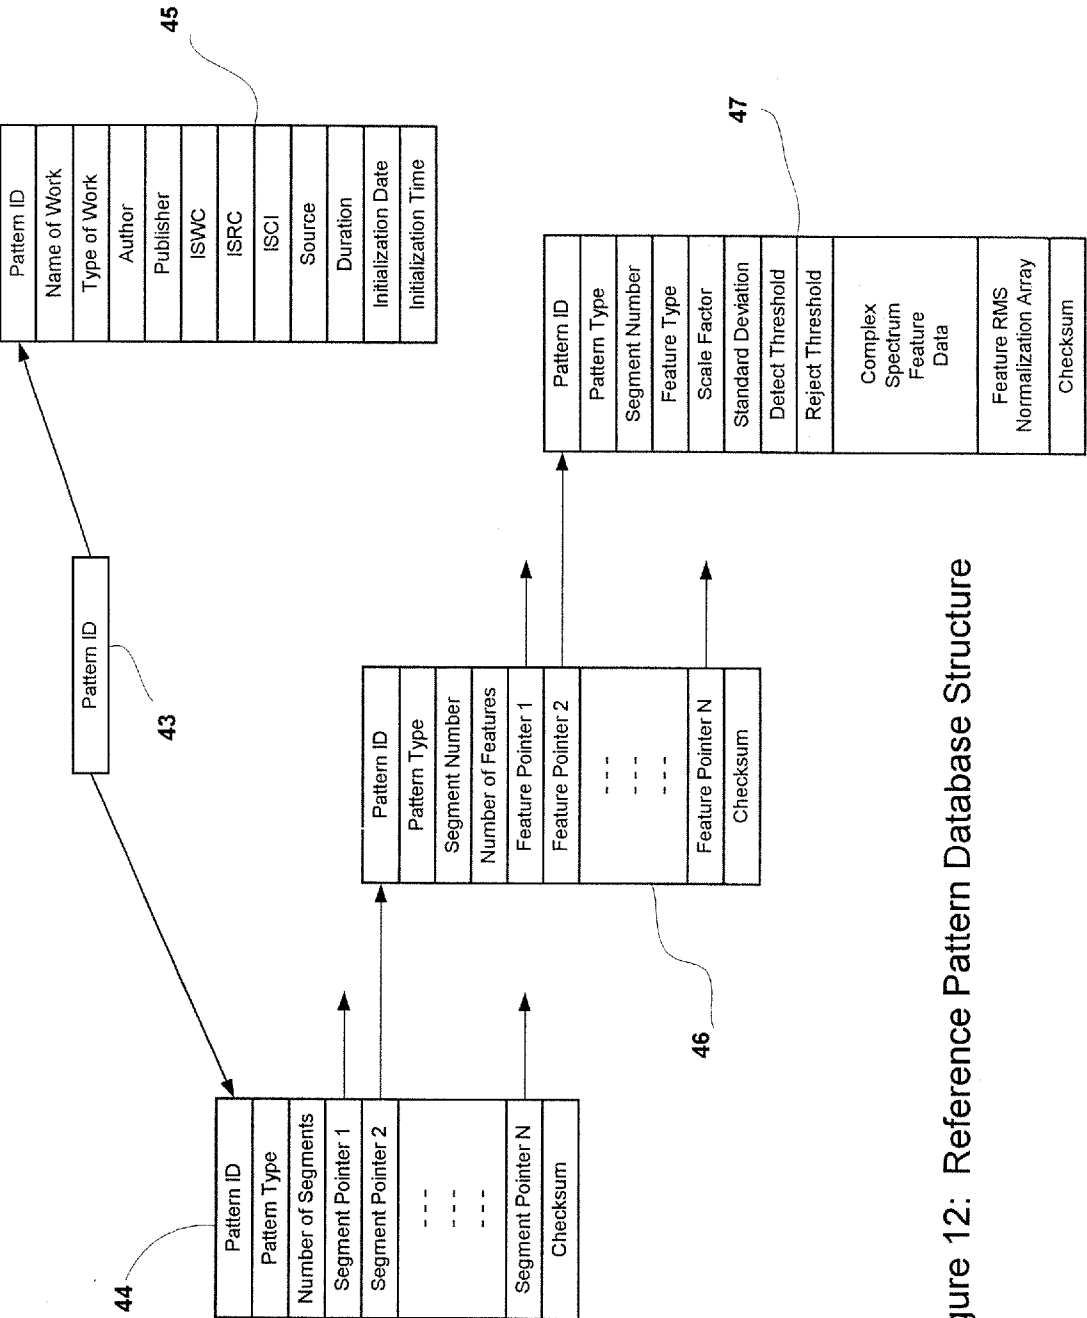 44
Pattern ID
Pattern Type
Number of Segments
Segment Pointer 1
Segment Pointer 2
---
---
---
Segment Pointer N
Checksum
43
Pattern ID
45
Pattern ID
Name of Work
Type of Work
Author
Publisher
ISWC
ISRC
ISCI
Source
Duration
Initialization Date
Initialization Time
46
Pattern ID
Pattern Type
Segment Number
Number of Features
Feature Pointer 1
Feature Pointer 2
---
---
---
Feature Pointer N
Checksum
47
Pattern ID
Pattern Type
Segment Number
Feature Type
Scale Factor
Standard Deviation
Detect Threshold
Reject Threshold
Complex
Spectrum
Feature
Data
Feature RMS
Normalization Array
Checksum
gure 12: Reference Pattern Database Structure